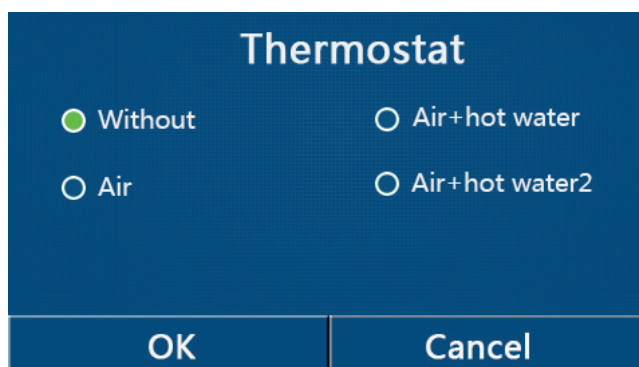 Thermostat
Without
Air+hot water
Air
Air+hot water2
OK
Cancel